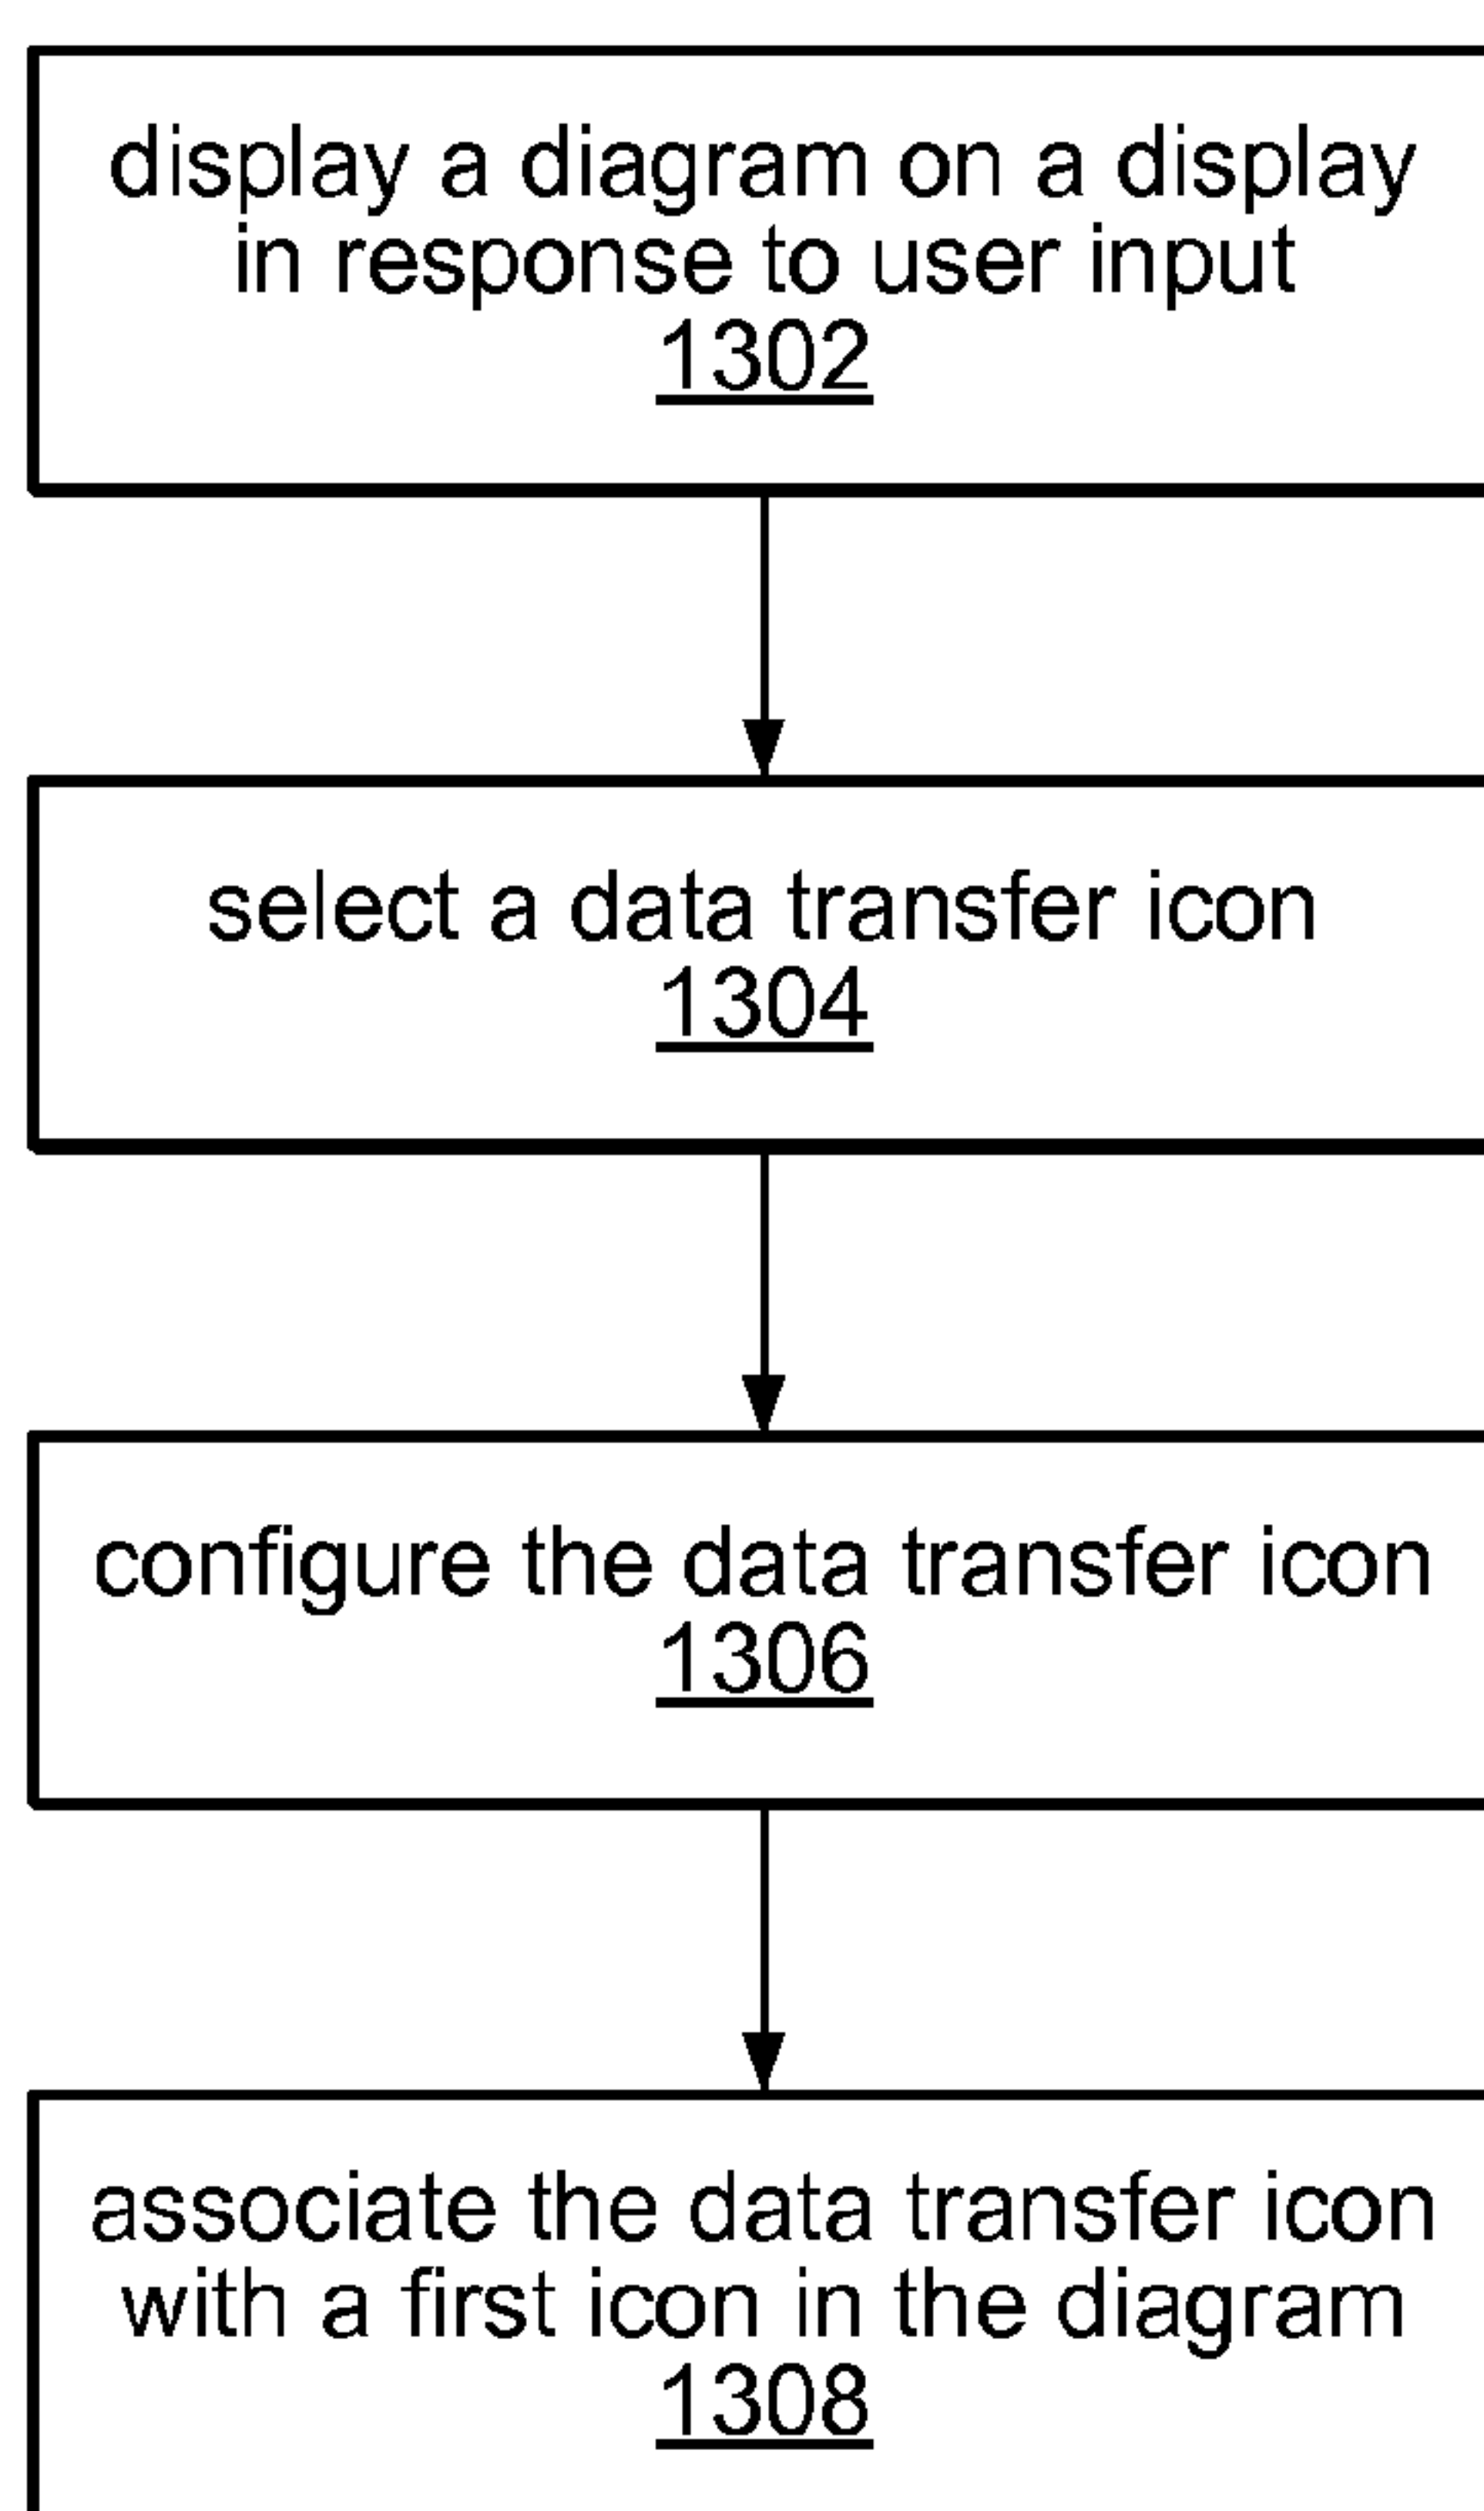 display a diagram on a display
in response to user input
1302
select a data transfer icon
1304
configure the data transfer icon
1306
associate the data transfer icon
with a first icon in the diagram
1308